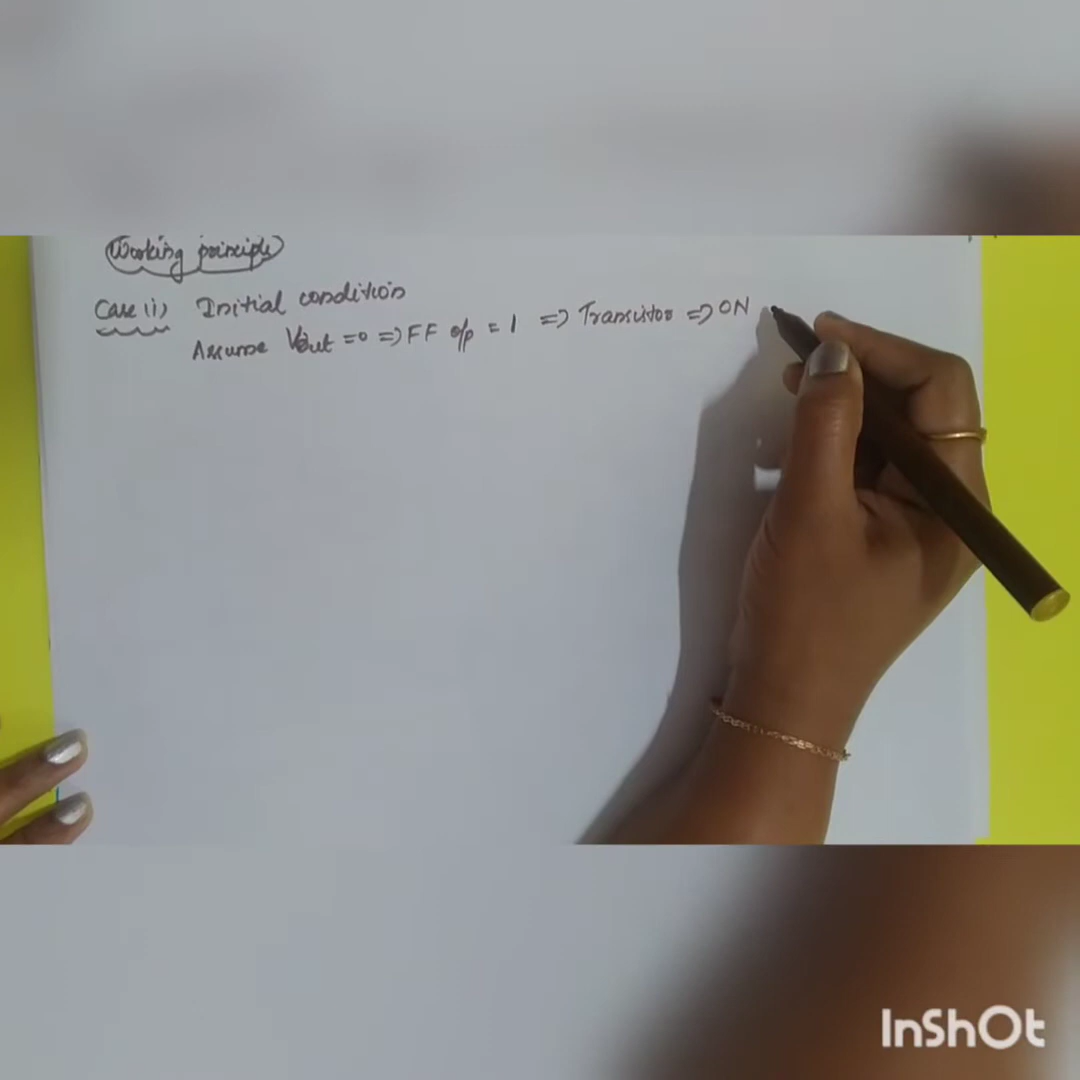 Working principle
Case (i) Initial condition
Assume Vout = 0 => FF o/p = 1 => Transistor => ON
InShOt